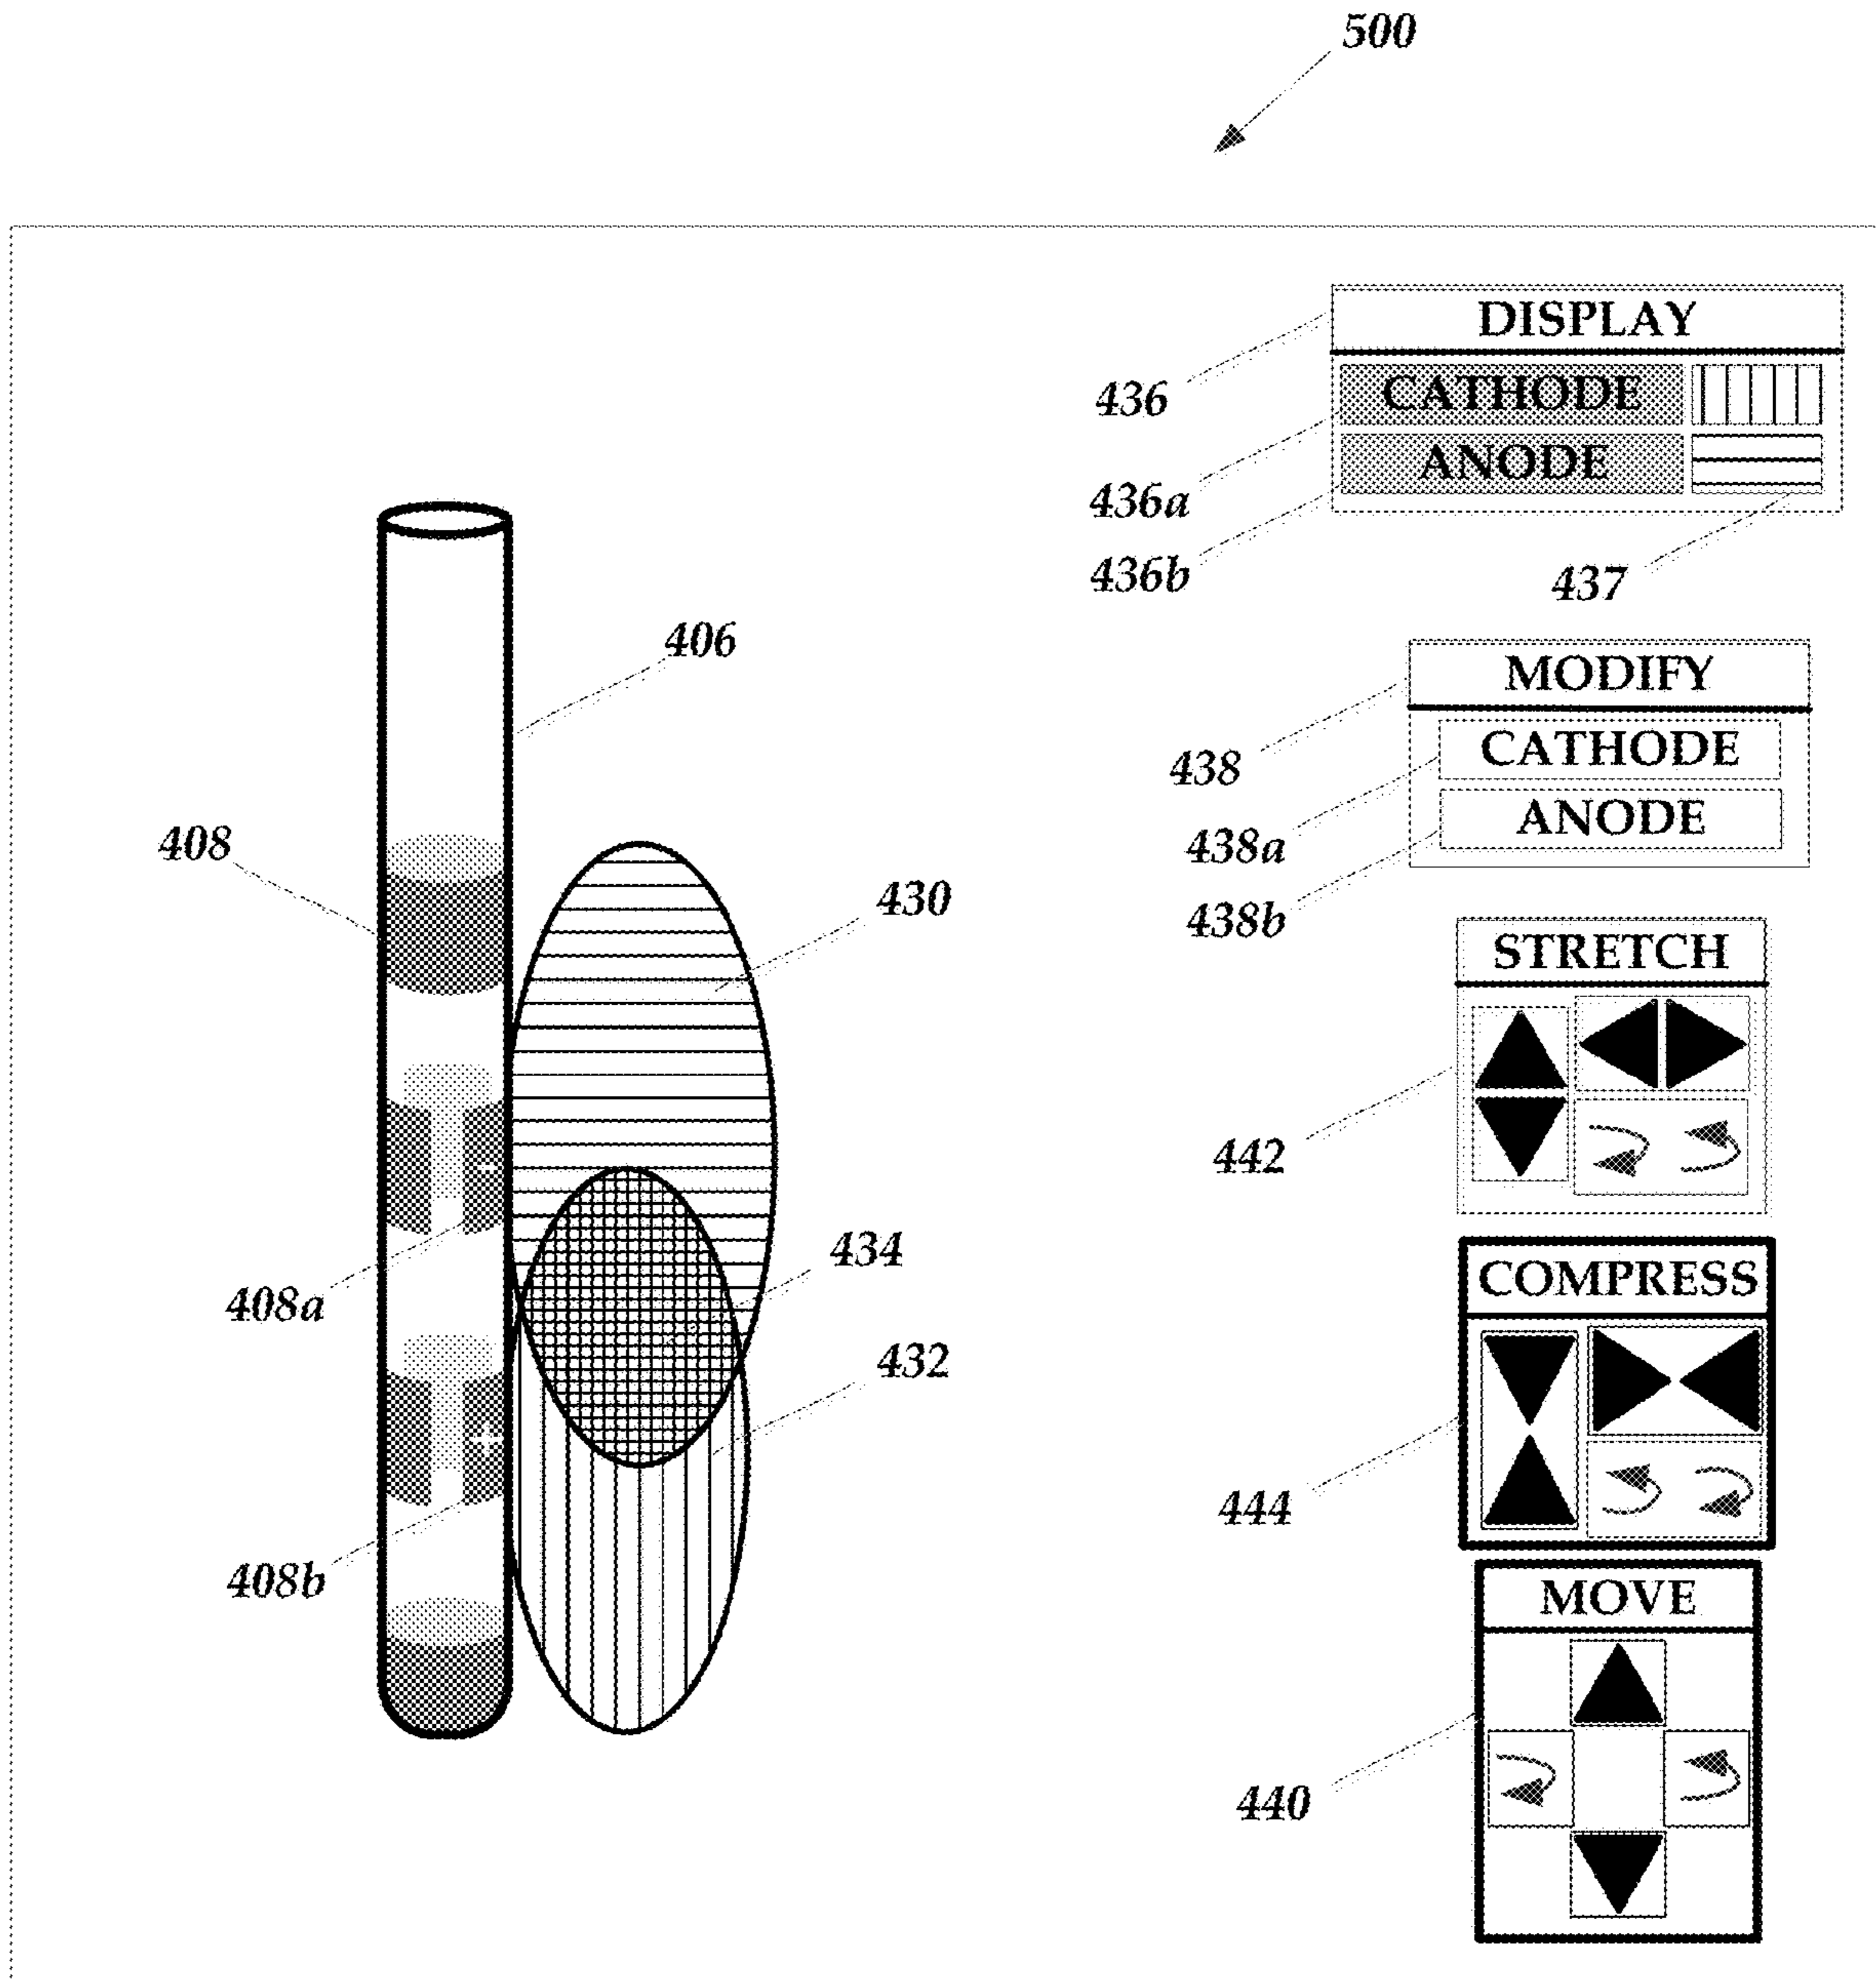 500
DISPLAY
436
CATHODE
436a
ANODE
436b
437
406
MODIFY
438
CATHODE
408
438a
ANODE
430
438b
STRETCH
442
-
434
408a
COMPRESS
432
+
444
408b
MOVE
440